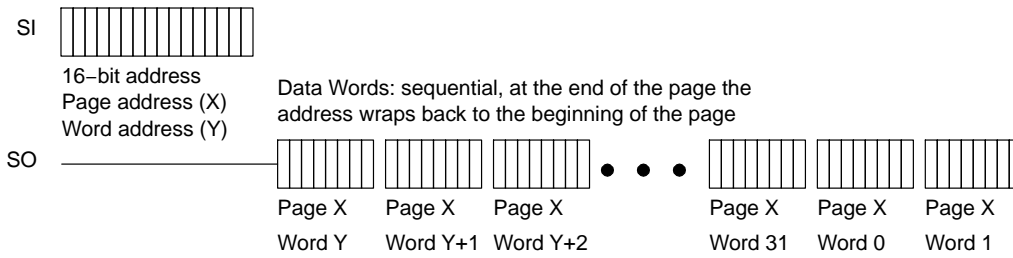 SI
16−bit address
Page address (X)
Word address (Y)
Data Words: sequential, at the end of the page the
address wraps back to the beginning of the page
SO
Page X Page X Page X Page X Page X Page X
Word Y Word Y+1 Word Y+2 Word 31 Word 0 Word 1